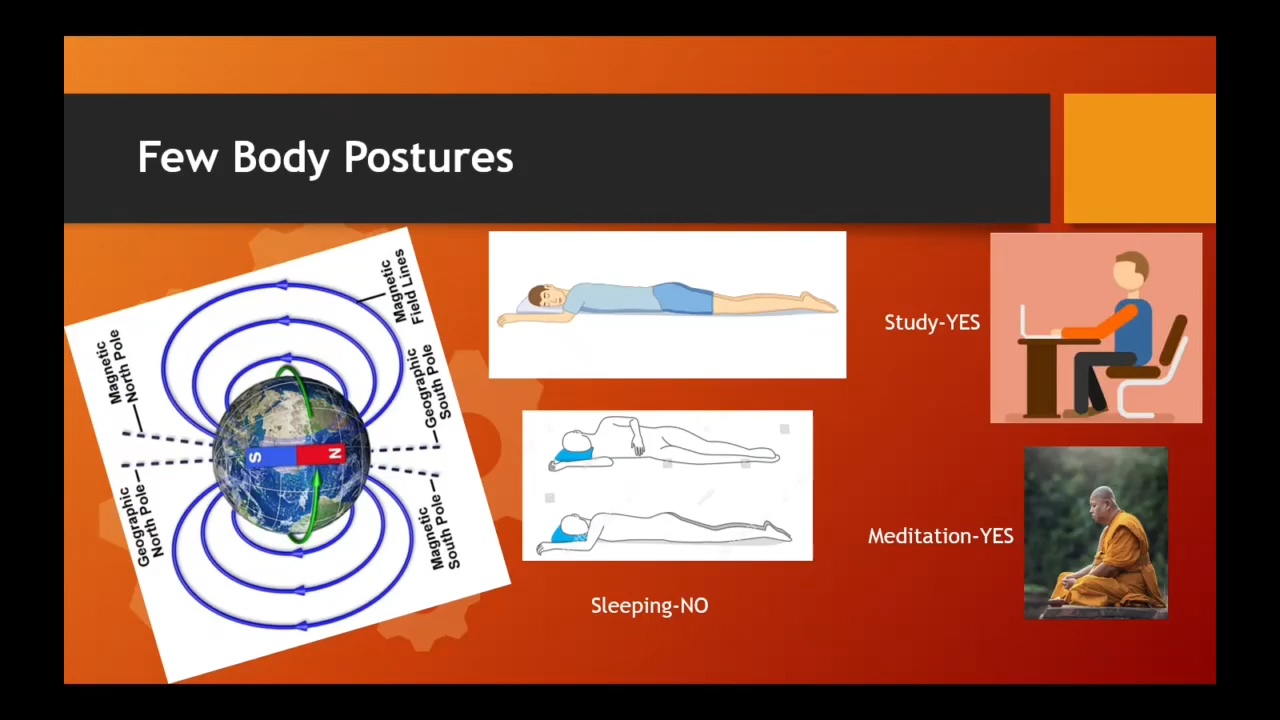 Few Body Postures
Magnetic
Field Lines
Magnetic
North Pole
Geographic
South Pole
S
N
Geographic
North Pole
Magnetic
South Pole
Study-YES
Meditation-YES
Sleeping-NO